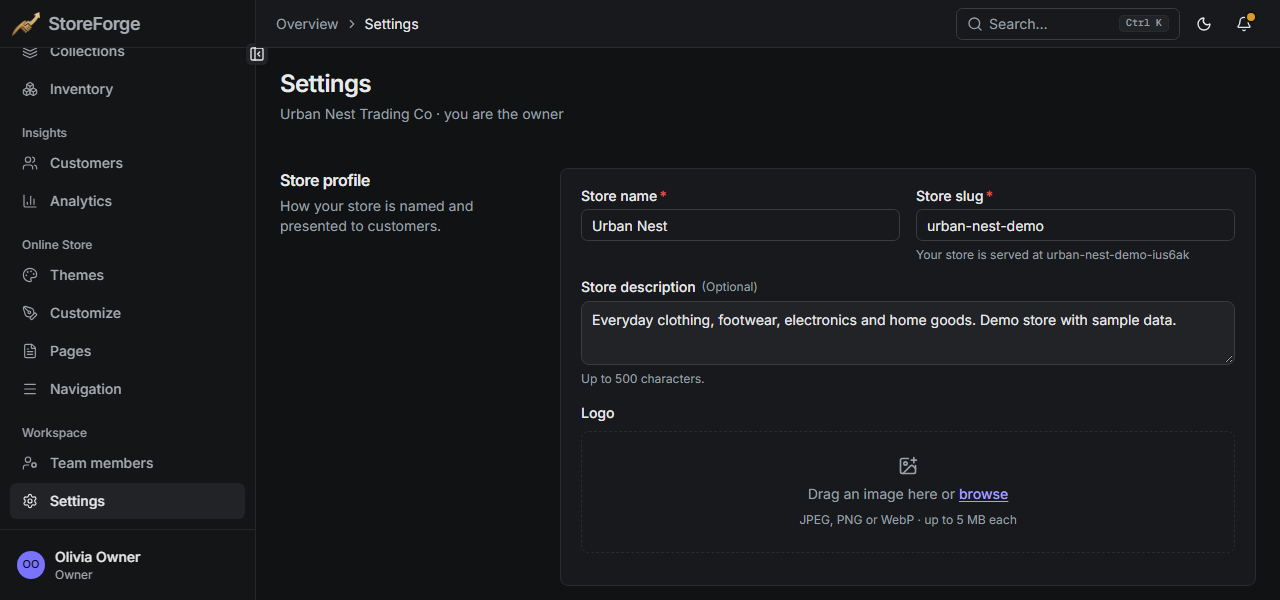 StoreForge
Overview > Settings
Search...
Ctrl K
Collections
Inventory
Insights
Customers
Analytics
Online Store
Themes
Customize
Pages
Navigation
Workspace
Team members
Settings
OO
Olivia Owner
Owner
Settings
Urban Nest Trading Co · you are the owner
Store profile
How your store is named and
presented to customers.
Store name *
Urban Nest
Store slug *
urban-nest-demo
Your store is served at urban-nest-demo-ius6ak
Store description (Optional)
Everyday clothing, footwear, electronics and home goods. Demo store with sample data.
Up to 500 characters.
Logo
Drag an image here or browse
JPEG, PNG or WebP · up to 5 MB each